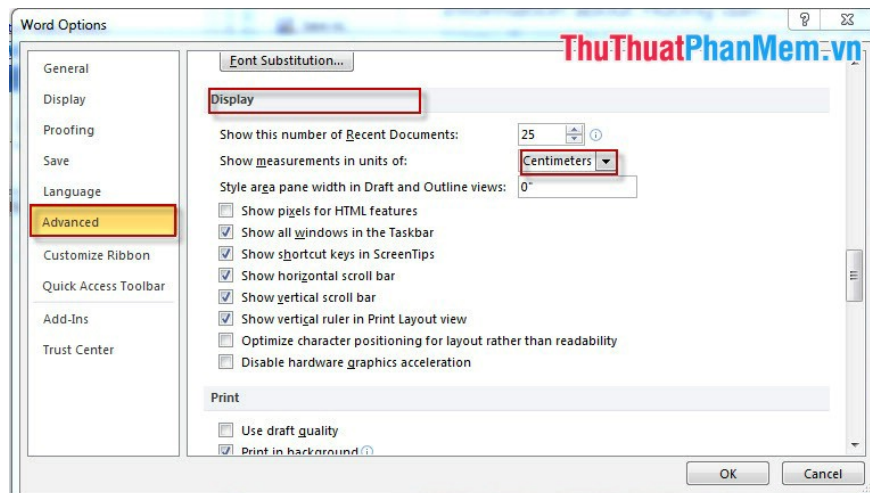 Word Options
ThuThuatPhanMem.vn
General
Display
Proofing
Save
Language
Advanced
Customize Ribbon
Quick Access Toolbar
Add-Ins
Trust Center
Font Substitution...
Display
Show this number of Recent Documents: 25
Show measurements in units of: Centimeters
Style area pane width in Draft and Outline views: 0"
Show pixels for HTML features
Show all windows in the Taskbar
Show shortcut keys in ScreenTips
Show horizontal scroll bar
Show vertical scroll bar
Show vertical ruler in Print Layout view
Optimize character positioning for layout rather than readability
Disable hardware graphics acceleration
Print
Use draft quality
Print in background
OK Cancel